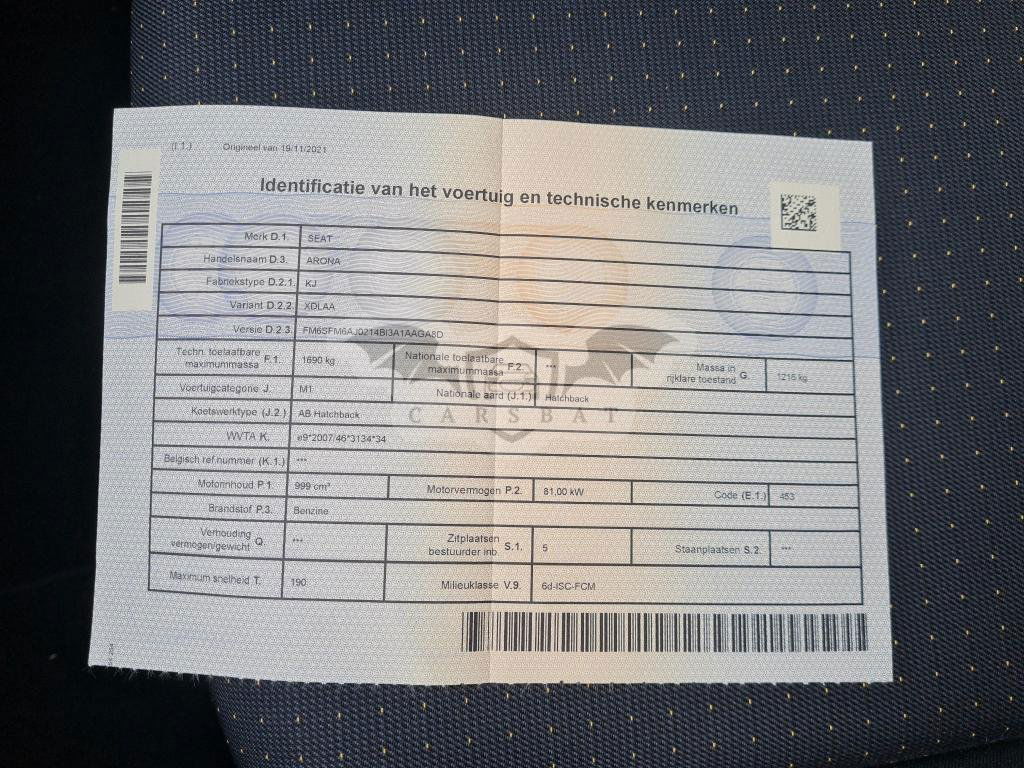 (I.1.) Origineel van 19/11/2021
Identificatie van het voertuig en technische kenmerken
Merk D.1. SEAT
Handelsnaam D.3. ARONA
Fabriekstype D.2.1. KJ
Variant D.2.2. XDLAA
Versie D.2.3. FM6SFM6AJ0214BI3A1AAGA8D
Techn. toelaatbare maximummassa F.1. 1690 kg Nationale toelaatbare maximummassa F.2. *** Massa in rijklare toestand G. 1216 kg
Voertuigcategorie J. M1 Nationale aard (J.1.) Hatchback
Koetswerktype (J.2.) AB Hatchback
CARSBAT
WVTA K. e9*2007/46*3134*34
Belgisch ref.nummer (K.1.) ***
Motorinhoud P.1. 999 cm³ Motorvermogen P.2. 81,00 kW Code (E.1.) 453
Brandstof P.3. Benzine
Verhouding vermogen/gewicht Q. *** Zitplaatsen bestuurder inb. S.1. 5 Staanplaatsen S.2. ***
Maximum snelheid T. 190 Milieuklasse V.9. 6d-ISC-FCM